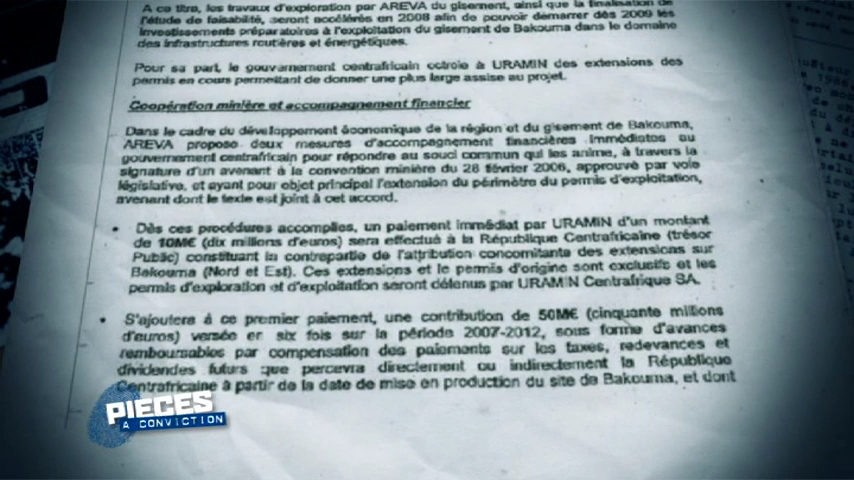 A ce titre, les travaux d'exploration par AREVA du gisement, ainsi que la finalisation de
l'étude de faisabilité, seront accélérés en 2008 afin de pouvoir démarrer dès 2009 les
investissements préparatoires à l'exploitation du gisement de Bakouma dans le domaine
des infrastructures routières et énergétiques.
Pour sa part, le gouvernement centrafricain octroie à URAMIN des extensions des
permis en cours permettant de donner une plus large assise au projet.
Coopération minière et accompagnement financier
Dans le cadre du développement économique de la région et du gisement de Bakouma,
AREVA propose deux mesures d'accompagnement financières immédiates au
gouvernement centrafricain pour répondre au souci commun qui les anime, à travers la
signature d'un avenant à la convention minière du 28 février 2006, approuvé par voie
législative, et ayant pour objet principal l'extension du périmètre du permis d'exploitation,
avenant dont le texte est joint à cet accord.
• Dès ces procédures accomplies, un paiement immédiat par URAMIN d'un montant
de 10M€ (dix millions d'euros) sera effectué à la République Centrafricaine (trésor
Public) constituant la contrepartie de l'attribution concomitante des extensions sur
Bakouma (Nord et Est). Ces extensions et le permis d'origine sont exclusifs et les
permis d'exploration et d'exploitation seront détenus par URAMIN Centrafrique SA.
• S'ajoutera à ce premier paiement, une contribution de 50M€ (cinquante millions
d'euros) versée en six fois sur la période 2007-2012, sous forme d'avances
remboursables par compensation des paiements sur les taxes, redevances et
dividendes futurs que percevra directement ou indirectement la République
Centrafricaine à partir de la date de mise en production du site de Bakouma, et dont
PIECES
A CONVICTION